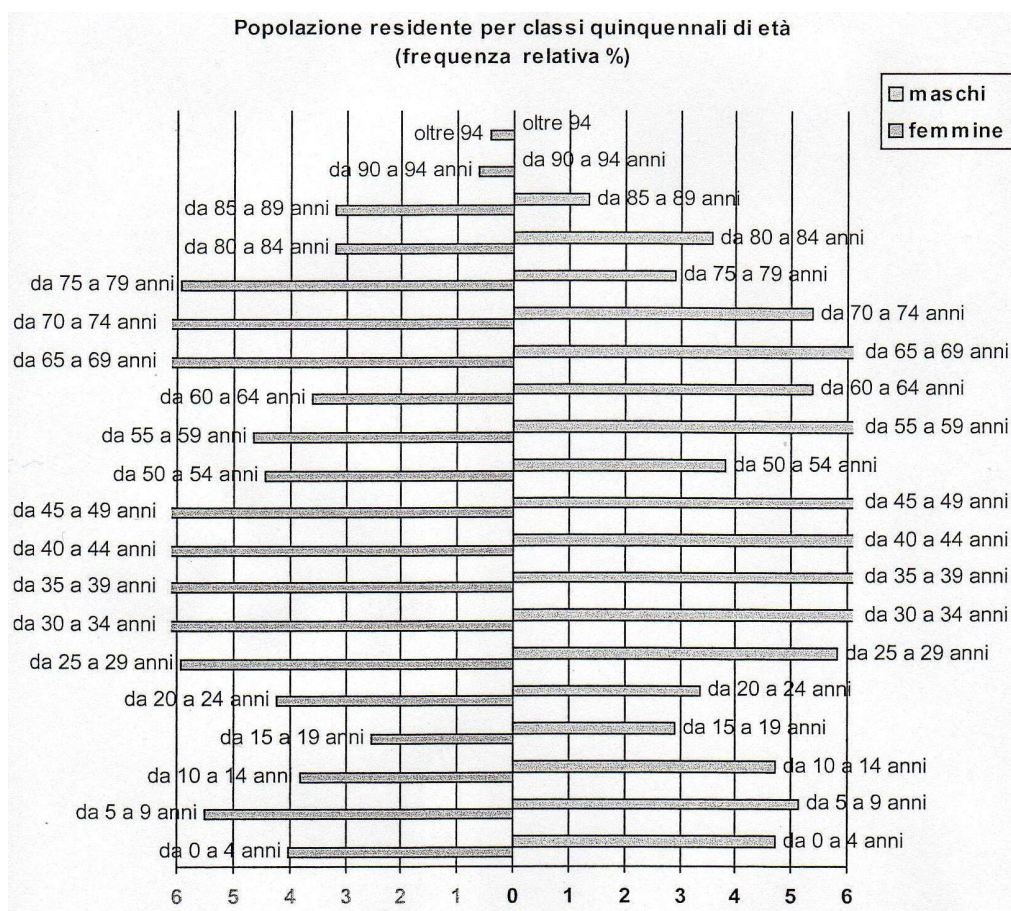 Popolazione residente per classi quinquennali di età
(frequenza relativa %)
maschi
femmine
oltre 94 oltre 94
da 90 a 94 anni da 90 a 94 anni
da 85 a 89 anni da 85 a 89 anni
da 80 a 84 anni da 80 a 84 anni
da 75 a 79 anni da 75 a 79 anni
da 70 a 74 anni da 70 a 74 anni
da 65 a 69 anni da 65 a 69 anni
da 60 a 64 anni da 60 a 64 anni
da 55 a 59 anni da 55 a 59 anni
da 50 a 54 anni da 50 a 54 anni
da 45 a 49 anni da 45 a 49 anni
da 40 a 44 anni da 40 a 44 anni
da 35 a 39 anni da 35 a 39 anni
da 30 a 34 anni da 30 a 34 anni
da 25 a 29 anni da 25 a 29 anni
da 20 a 24 anni da 20 a 24 anni
da 15 a 19 anni da 15 a 19 anni
da 10 a 14 anni da 10 a 14 anni
da 5 a 9 anni da 5 a 9 anni
da 0 a 4 anni da 0 a 4 anni
6 5 4 3 2 1 0 1 2 3 4 5 6